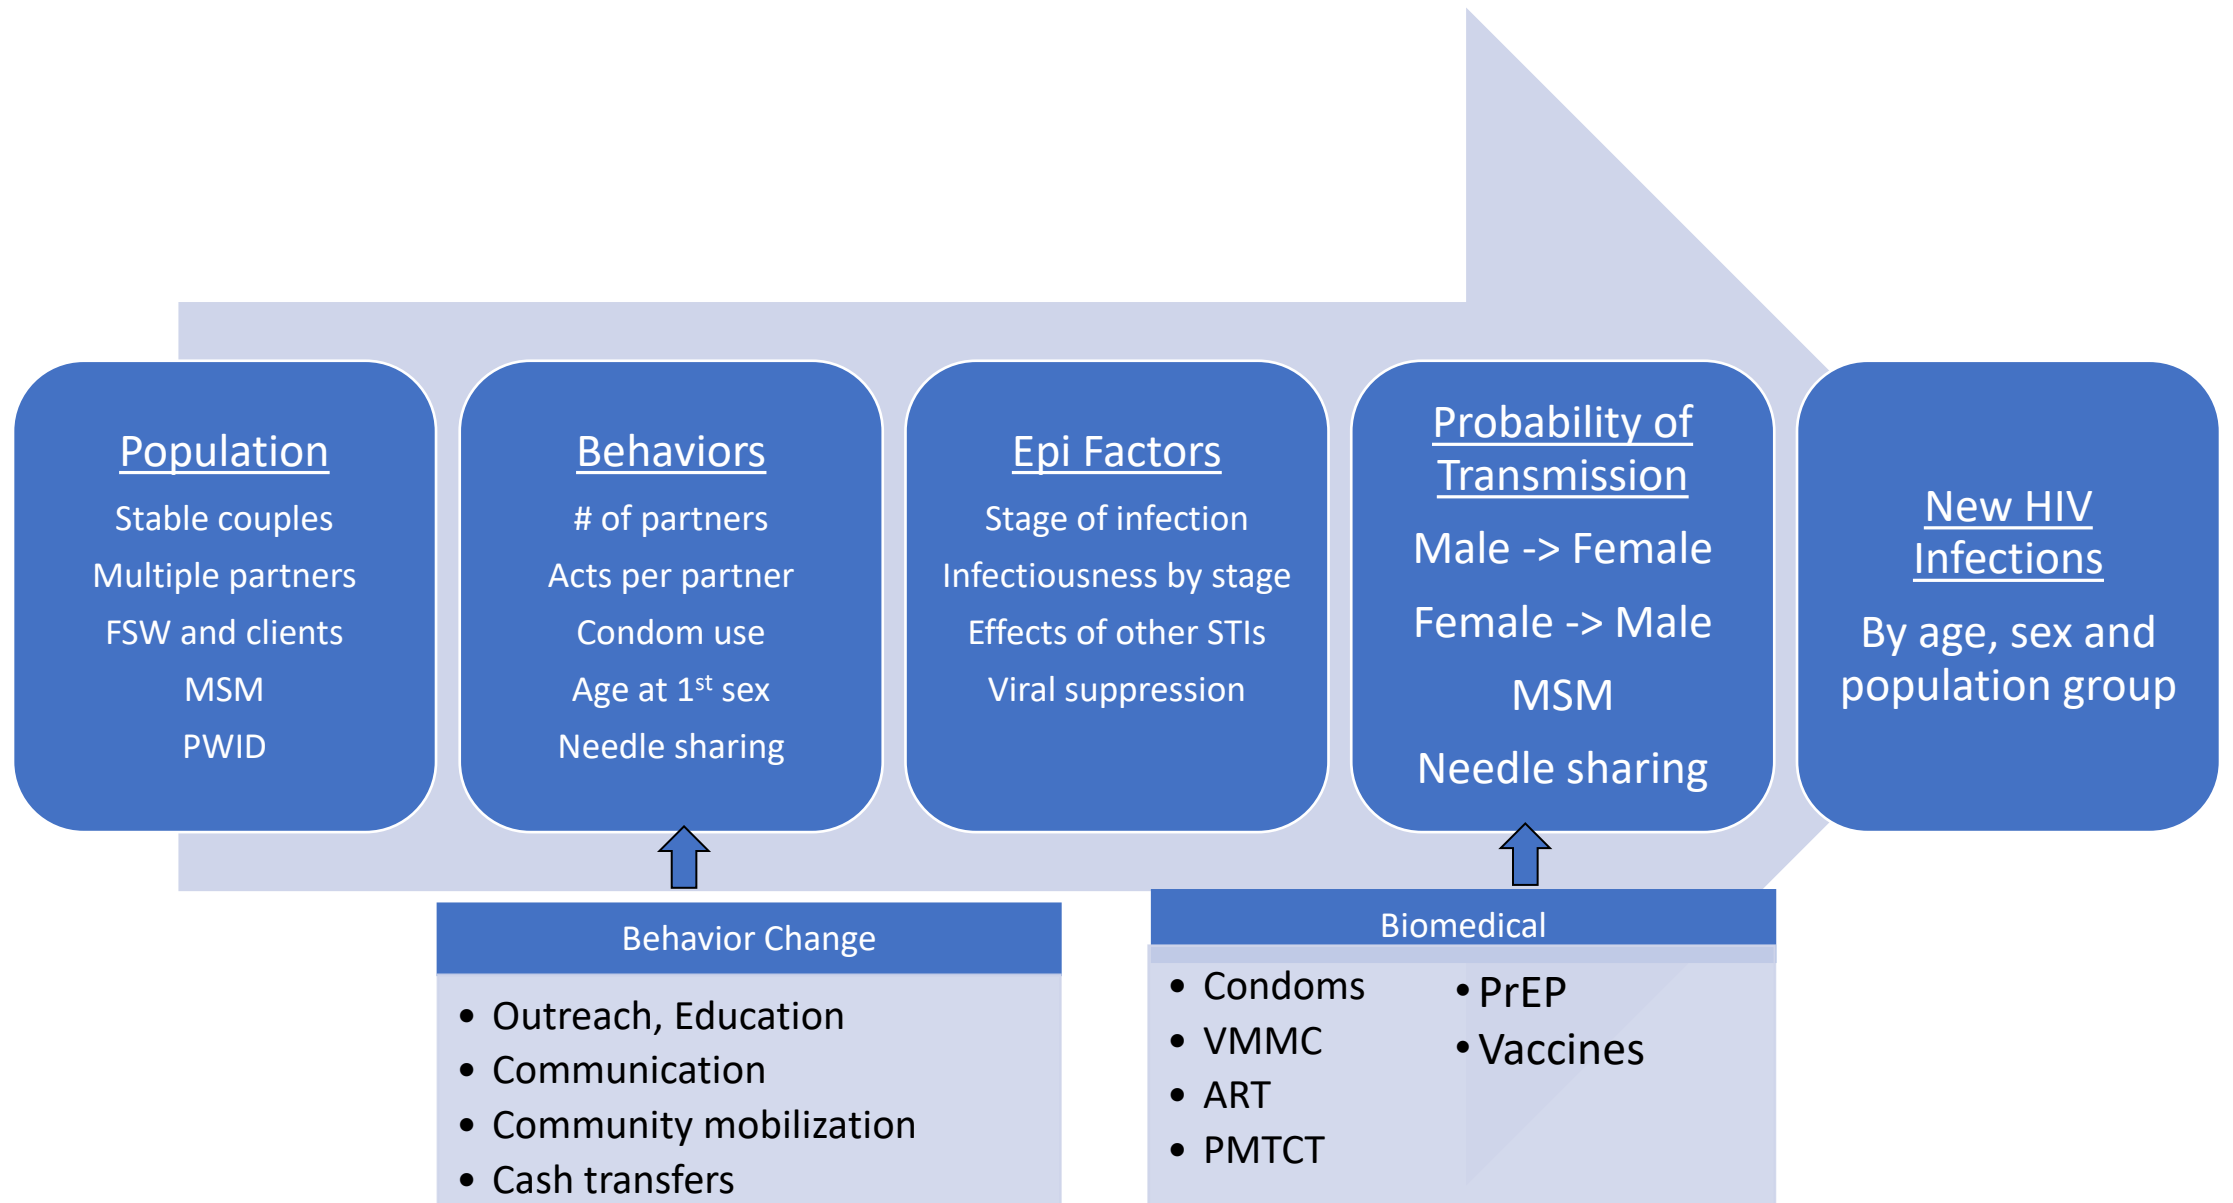 Population
Stable couples
Multiple partners
FSW and clients
MSM
PWID
Behaviors
# of partners
Acts per partner
Condom use
Age at 1st sex
Needle sharing
Epi Factors
Stage of infection
Infectiousness by stage
Effects of other STIs
Viral suppression
Probability of
Transmission
Male -> Female
Female -> Male
MSM
Needle sharing
New HIV
Infections
By age, sex and
population group
Behavior Change
• Outreach, Education
• Communication
• Community mobilization
• Cash transfers
Biomedical
• Condoms
• VMMC
• ART
• PMTCT
• PrEP
• Vaccines